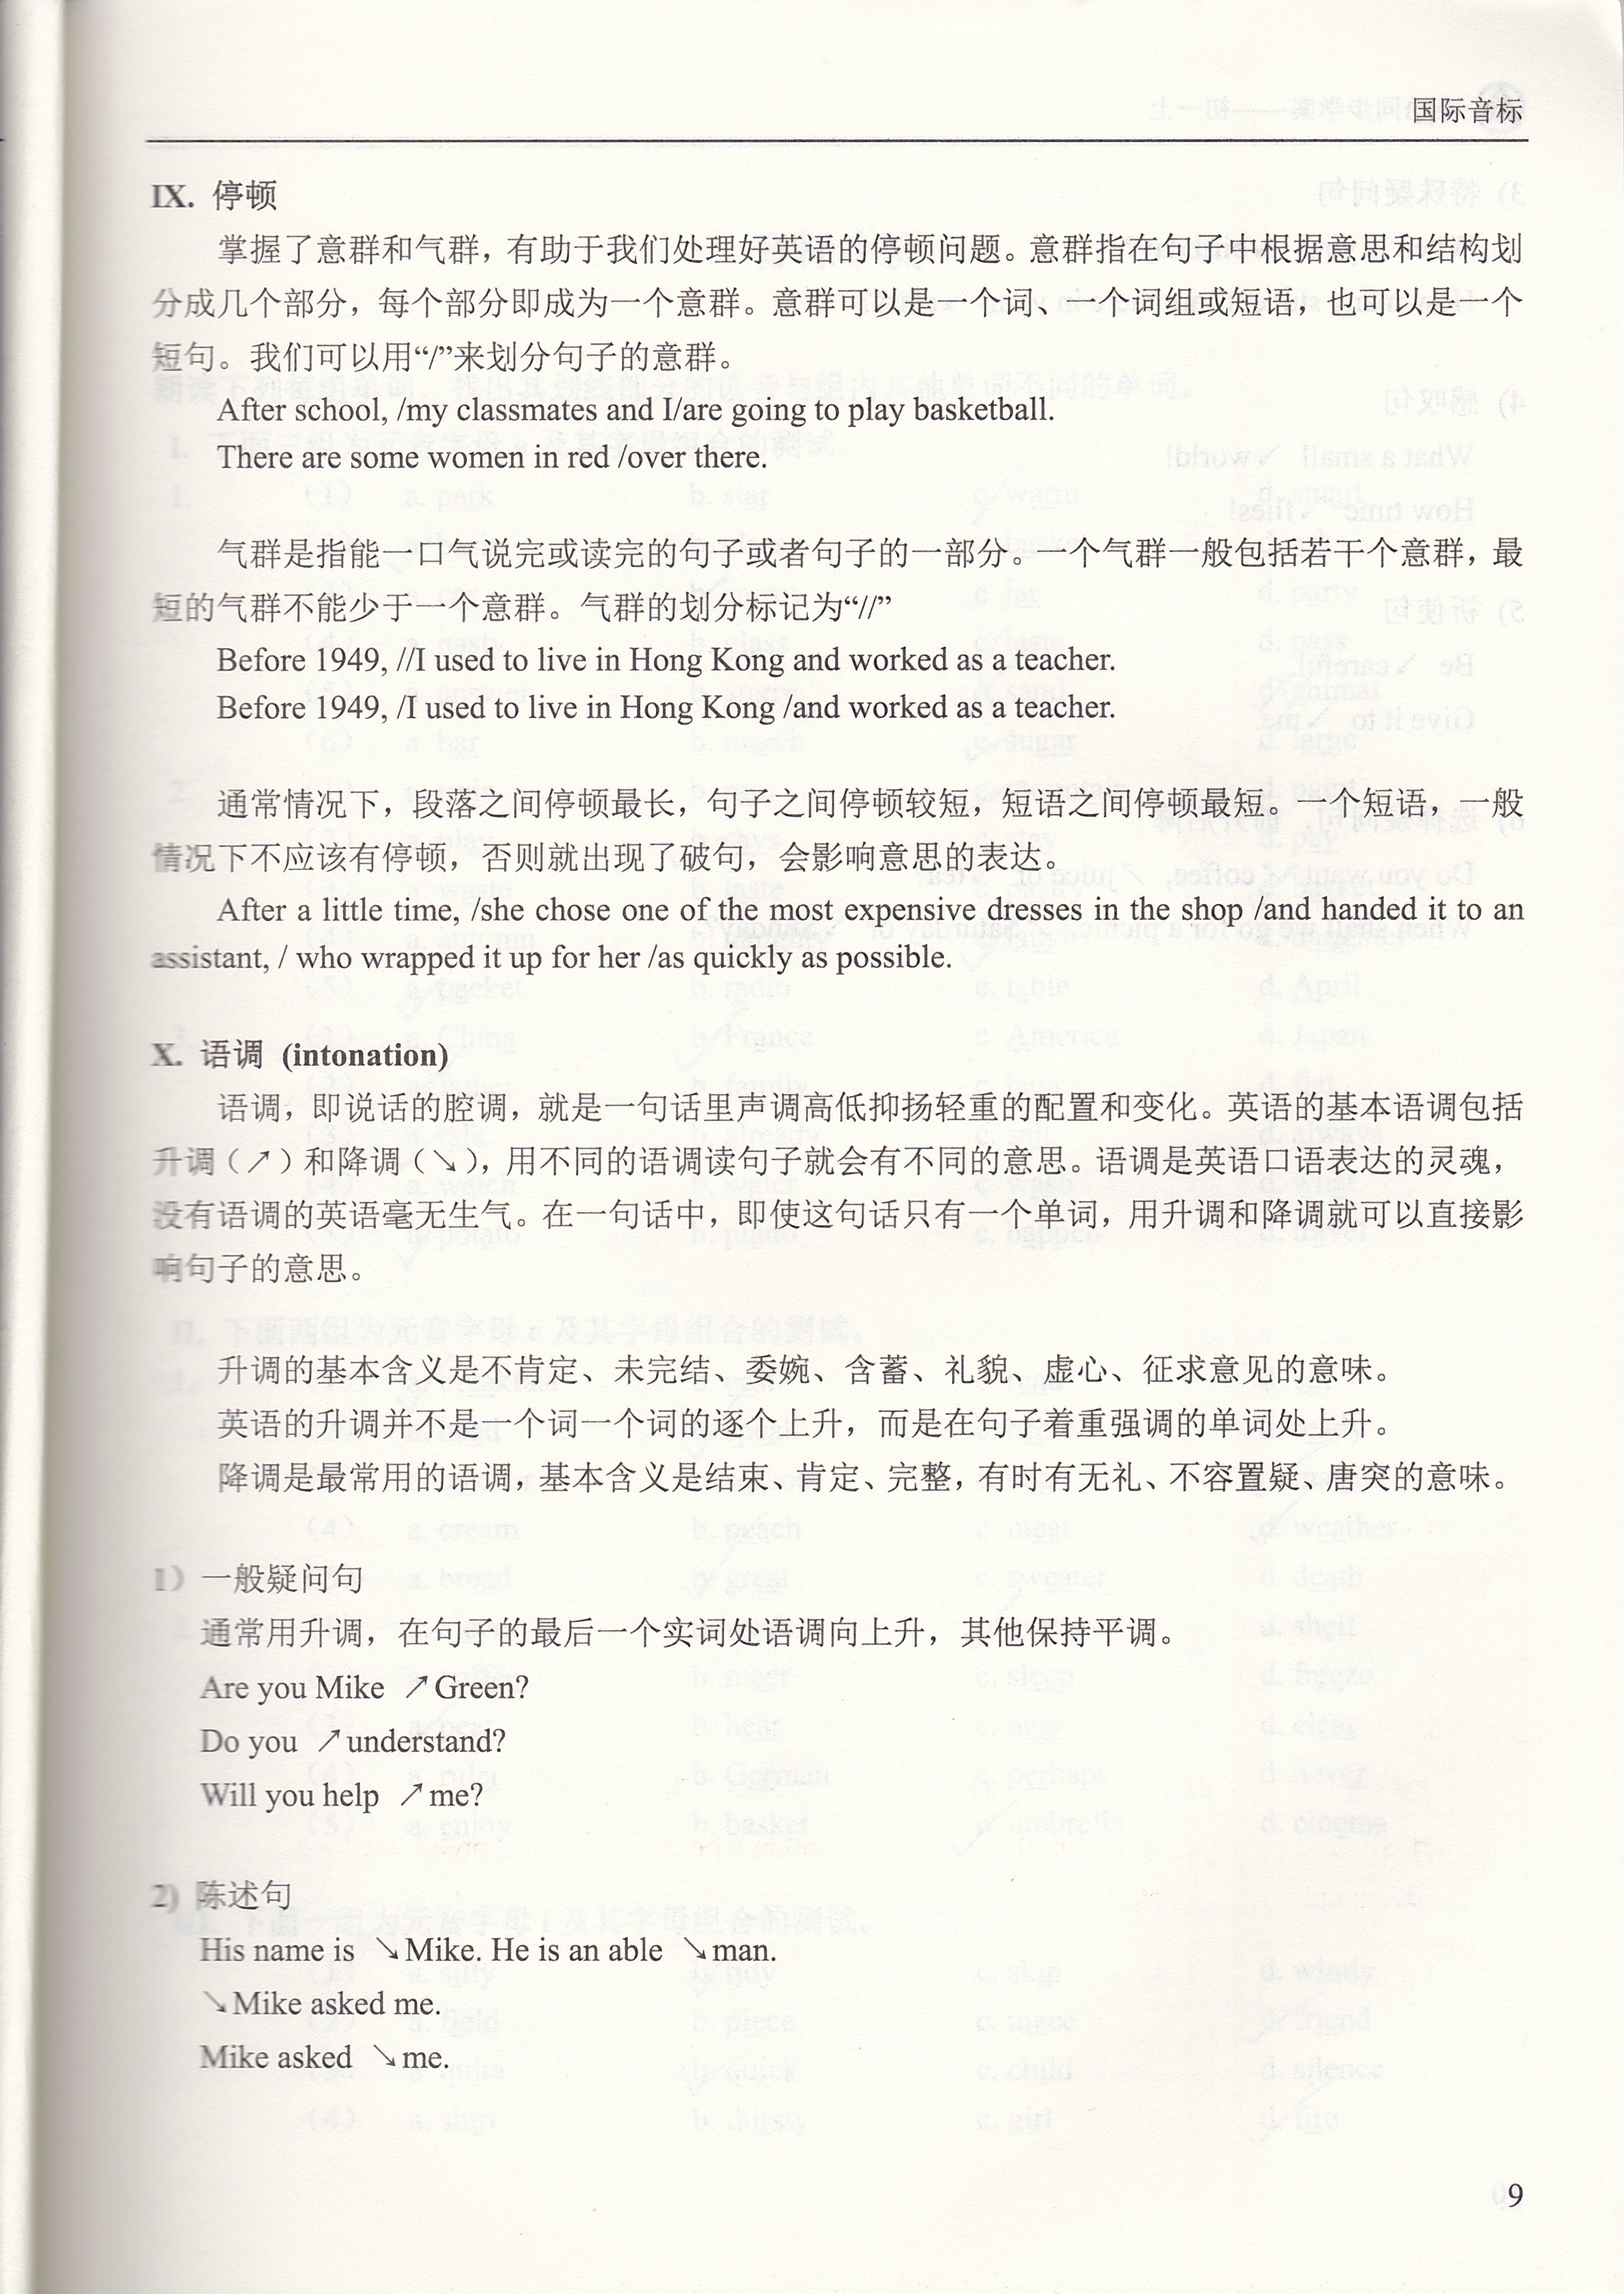 国际音标
IX. 停顿
掌握了意群和气群，有助于我们处理好英语的停顿问题。意群指在句子中根据意思和结构划
分成几个部分，每个部分即成为一个意群。意群可以是一个词、一个词组或短语，也可以是一个
短句。我们可以用“/”来划分句子的意群。
After school, /my classmates and I/are going to play basketball.
There are some women in red /over there.
气群是指能一口气说完或读完的句子或者句子的一部分。一个气群一般包括若干个意群，最
短的气群不能少于一个意群。气群的划分标记为“//”
Before 1949, //I used to live in Hong Kong and worked as a teacher.
Before 1949, /I used to live in Hong Kong /and worked as a teacher.
通常情况下，段落之间停顿最长，句子之间停顿较短，短语之间停顿最短。一个短语，一般
情况下不应该有停顿，否则就出现了破句，会影响意思的表达。
After a little time, /she chose one of the most expensive dresses in the shop /and handed it to an
assistant, / who wrapped it up for her /as quickly as possible.
X. 语调 (intonation)
语调，即说话的腔调，就是一句话里声调高低抑扬轻重的配置和变化。英语的基本语调包括
升调（↗）和降调（↘），用不同的语调读句子就会有不同的意思。语调是英语口语表达的灵魂，
没有语调的英语毫无生气。在一句话中，即使这句话只有一个单词，用升调和降调就可以直接影
响句子的意思。
升调的基本含义是不肯定、未完结、委婉、含蓄、礼貌、虚心、征求意见的意味。
英语的升调并不是一个词一个词的逐个上升，而是在句子着重强调的单词处上升。
降调是最常用的语调，基本含义是结束、肯定、完整，有时有无礼、不容置疑、唐突的意味。
1）一般疑问句
通常用升调，在句子的最后一个实词处语调向上升，其他保持平调。
Are you Mike ↗Green?
Do you ↗understand?
Will you help ↗me?
2) 陈述句
His name is ↘Mike. He is an able ↘man.
↘Mike asked me.
Mike asked ↘me.
9